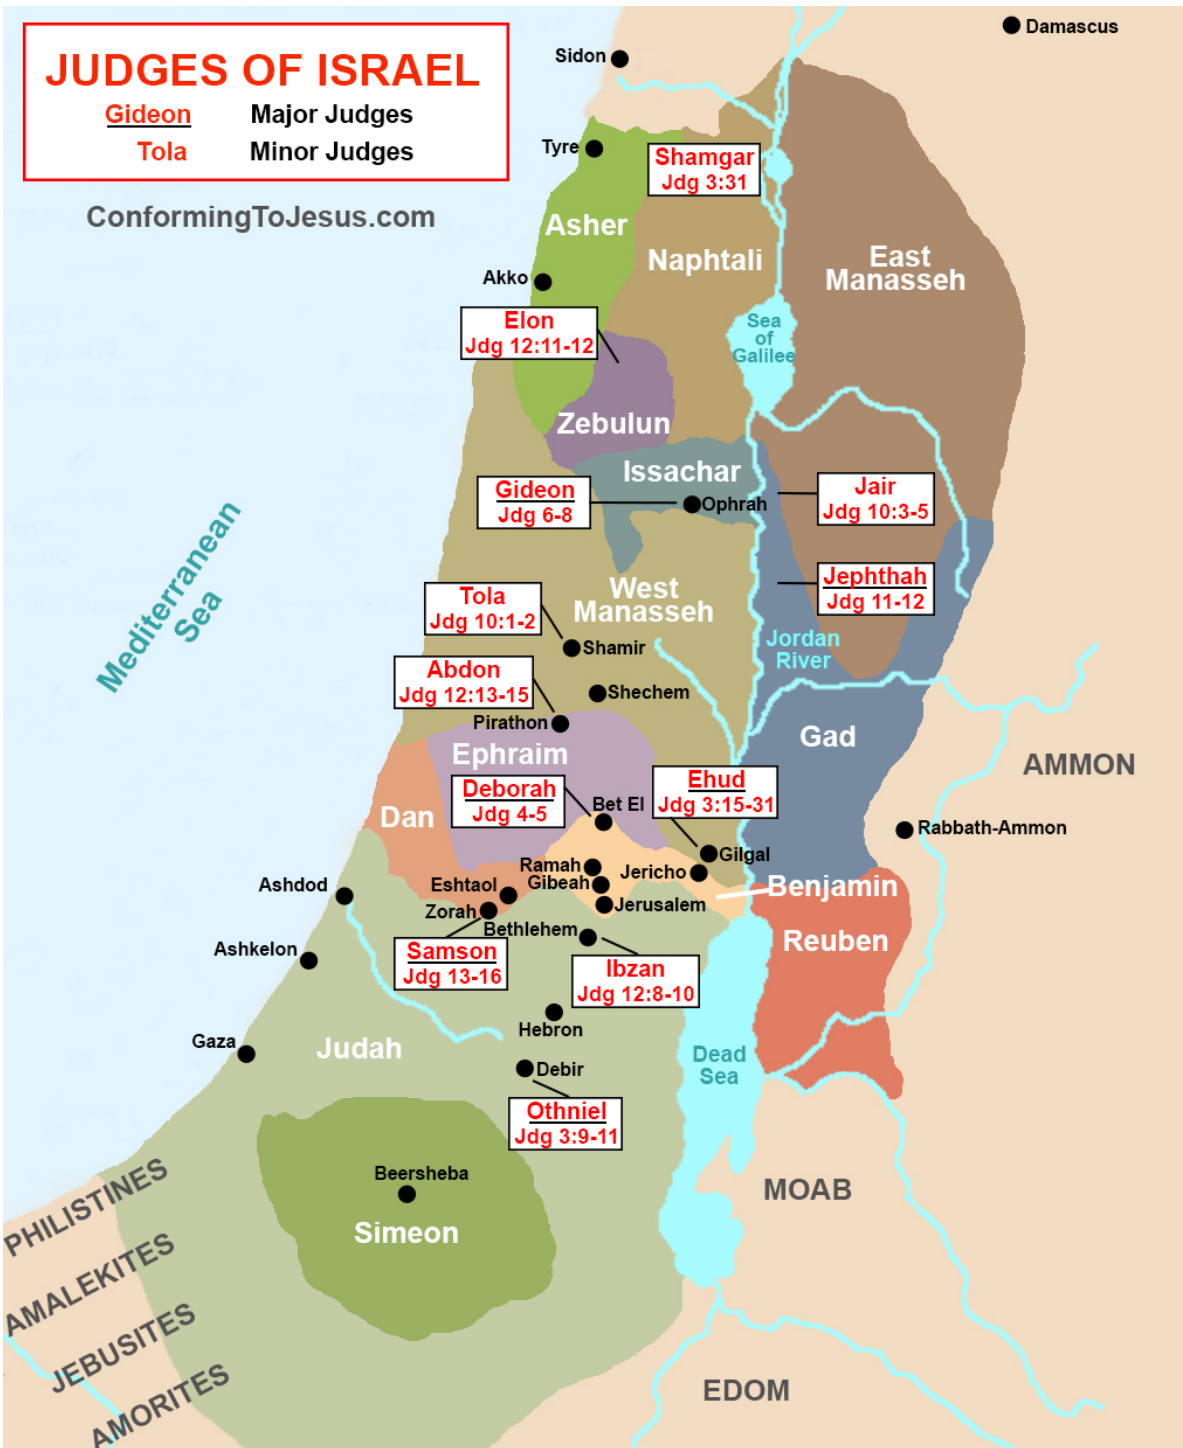 JUDGES OF ISRAEL
Gideon Major Judges
Tola Minor Judges
ConformingToJesus.com
Damascus
Sidon
Tyre
Shamgar
Jdg 3:31
Asher
Naphtali
East
Manasseh
Akko
Elon
Jdg 12:11-12
Sea
of
Galilee
Zebulun
Issachar
Gideon
Jdg 6-8
Ophrah
Jair
Jdg 10:3-5
Mediterranean
Sea
West
Manasseh
Jephthah
Jdg 11-12
Tola
Jdg 10:1-2
Shamir
Jordan
River
Abdon
Jdg 12:13-15
Shechem
Pirathon
Ephraim
Gad
AMMON
Deborah
Jdg 4-5
Bet El
Ehud
Jdg 3:15-31
Dan
Rabbath-Ammon
Gilgal
Ramah
Gibeah
Jericho
Benjamin
Ashdod
Eshtaol
Zorah
Jerusalem
Bethlehem
Reuben
Ashkelon
Samson
Jdg 13-16
Ibzan
Jdg 12:8-10
Hebron
Gaza
Judah
Dead
Sea
Debir
Othniel
Jdg 3:9-11
Beersheba
Simeon
MOAB
PHILISTINES
AMALEKITES
JEBUSITES
AMORITES
EDOM